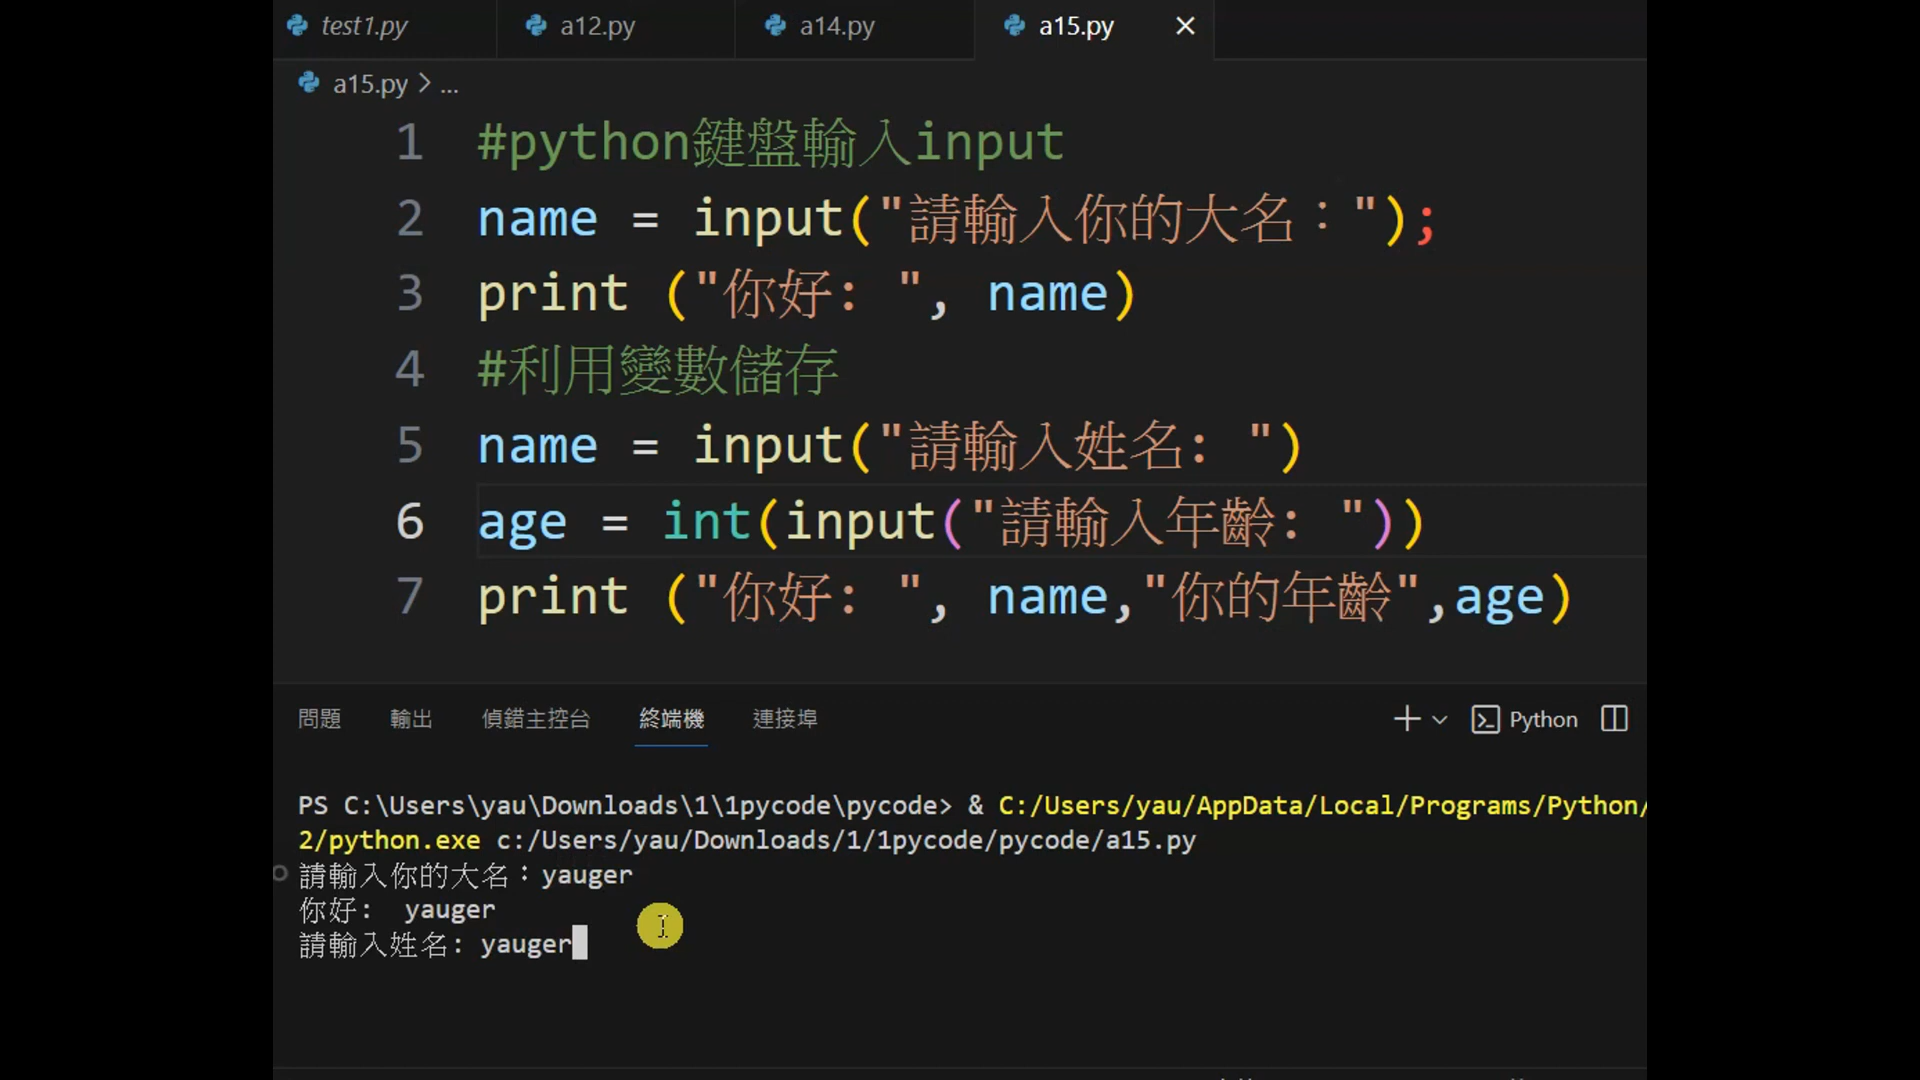 test1.py a12.py a14.py a15.py
a15.py > ...
1 #python鍵盤輸入input
2 name = input("請輸入你的大名：");
3 print ("你好: ", name)
4 #利用變數儲存
5 name = input("請輸入姓名: ")
6 age = int(input("請輸入年齡: "))
7 print ("你好: ", name,"你的年齡",age)
問題 輸出 偵錯主控台 終端機 連接埠 Python
PS C:\Users\yau\Downloads\1\1pycode\pycode> & C:/Users/yau/AppData/Local/Programs/Python/
2/python.exe c:/Users/yau/Downloads/1/1pycode/pycode/a15.py
請輸入你的大名：yauger
你好:  yauger
請輸入姓名: yauger